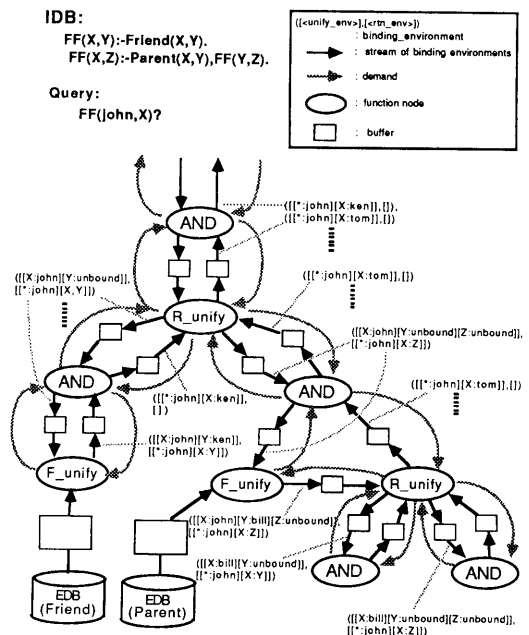 IDB:
FF(X,Y):-Friend(X,Y).
FF(X,Z):-Parent(X,Y),FF(Y,Z).
Query:
FF(john,X)?
([<unify_env>],[<rtn_env>])
: binding_environment
: stream of binding environments
: demand
: function node
: buffer
AND
([[*:john][X:ken]],[]),
([[*:john][X:tom]],[])
([[X:john][Y:unbound]],
[[*:john][X,Y]])
R_unify
([[*:john][X:tom]],[])
([[X:john][Y:unbound][Z:unbound]],
[[*:john][X:Z]])
AND
([[*:john][X:ken]],
[])
AND
([[*:john][X:tom]],[])
([[X:john][Y:ken]],
[[*:john][X:Y]])
F_unify
F_unify
R_unify
([[X:john][Y:bill][Z:unbound]],
[[*:john][X:Z]])
([[X:bill][Y:unbound]],
[[*:john][X:Y]])
AND
AND
EDB
(Friend)
EDB
(Parent)
([[X:bill][Y:unbound][Z:unbound]],
[[*:john][X:Z]])